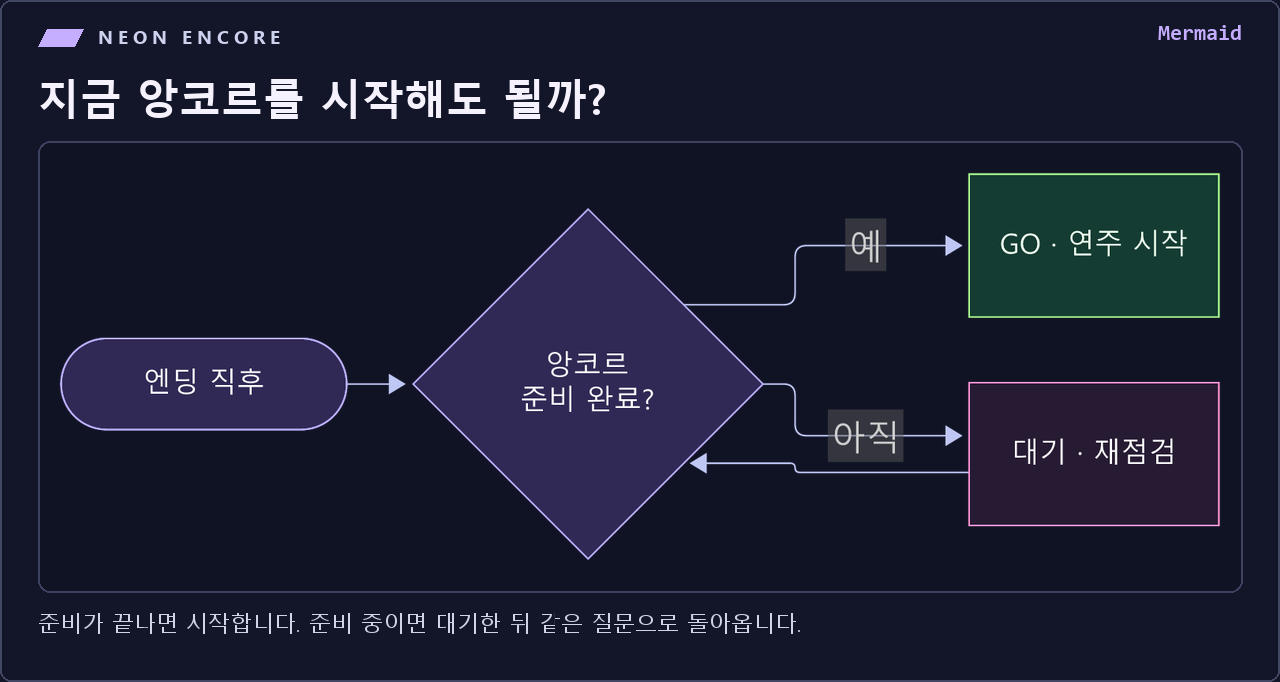 NEON ENCORE
Mermaid
지금 앙코르를 시작해도 될까?
엔딩 직후
앙코르
준비 완료?
예
GO · 연주 시작
아직
대기 · 재점검
준비가 끝나면 시작합니다. 준비 중이면 대기한 뒤 같은 질문으로 돌아옵니다.